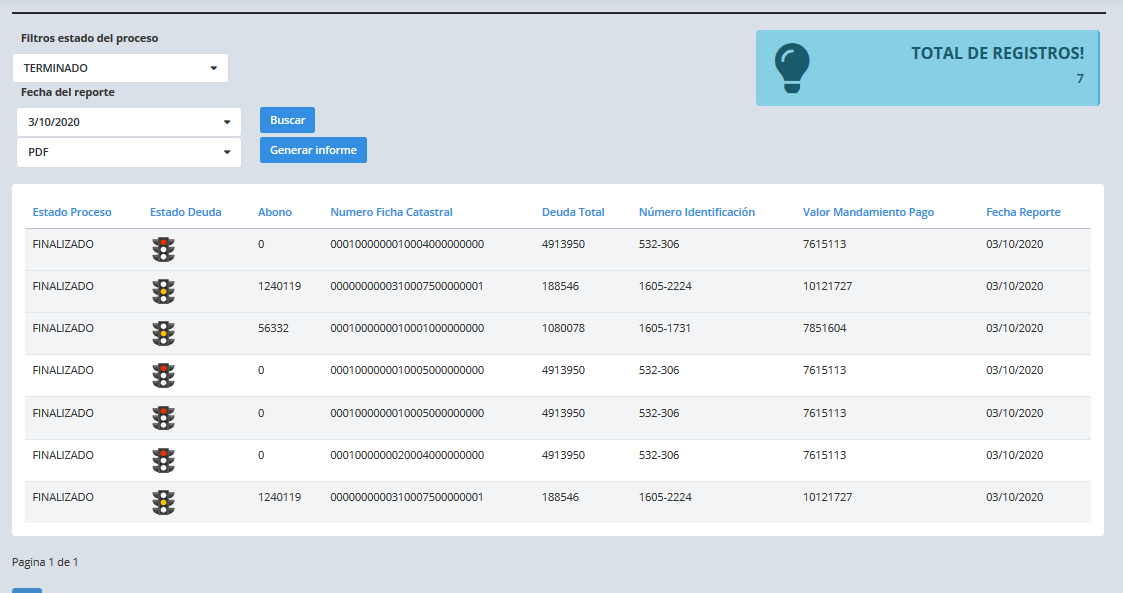 Filtros estado del proceso
TERMINADO
Fecha del reporte
3/10/2020
Buscar
PDF
Generar informe
TOTAL DE REGISTROS!
7
Estado Proceso Estado Deuda Abono Numero Ficha Catastral Deuda Total Número Identificación Valor Mandamiento Pago Fecha Reporte
FINALIZADO 0 0001000000010004000000000 4913950 532-306 7615113 03/10/2020
FINALIZADO 1240119 0000000000310007500000001 188546 1605-2224 10121727 03/10/2020
FINALIZADO 56332 0001000000010001000000000 1080078 1605-1731 7851604 03/10/2020
FINALIZADO 0 0001000000010005000000000 4913950 532-306 7615113 03/10/2020
FINALIZADO 0 0001000000010005000000000 4913950 532-306 7615113 03/10/2020
FINALIZADO 0 0001000000020004000000000 4913950 532-306 7615113 03/10/2020
FINALIZADO 1240119 0000000000310007500000001 188546 1605-2224 10121727 03/10/2020
Pagina 1 de 1